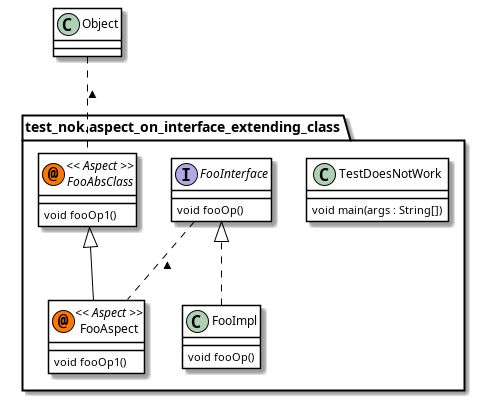 C Object
test_nok.aspect_on_interface_extending_class
@ << Aspect >>
FooAbsClass
void fooOp1()
I FooInterface
void fooOp()
C TestDoesNotWork
void main(args : String[])
@ << Aspect >>
FooAspect
void fooOp1()
C FooImpl
void fooOp()